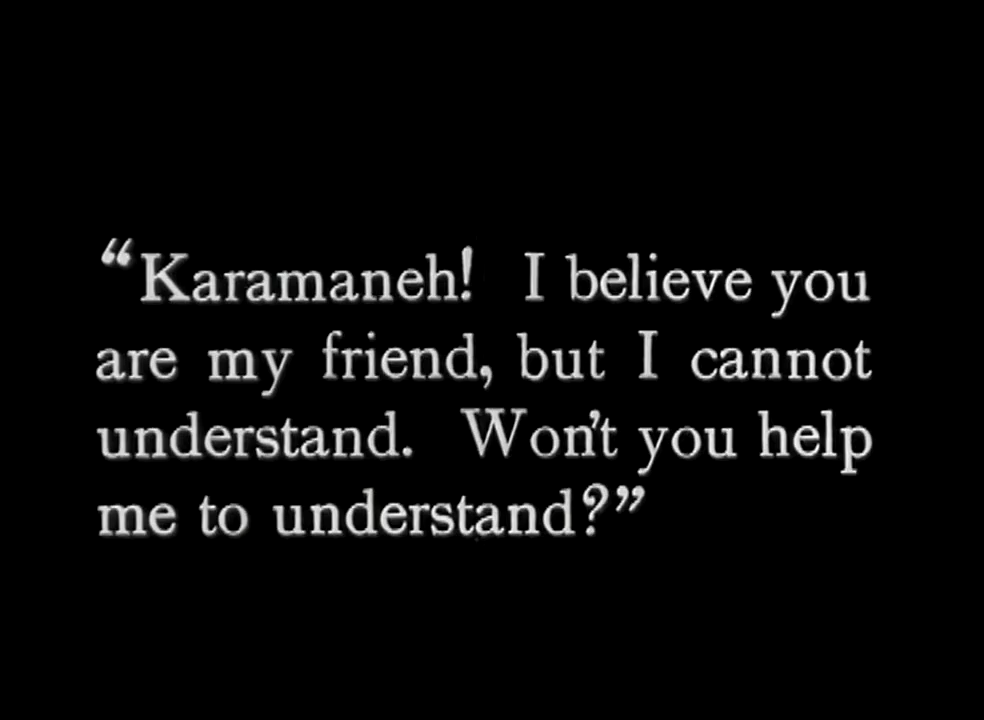 “Karamaneh! I believe you
are my friend, but I cannot
understand. Won’t you help
me to understand?”